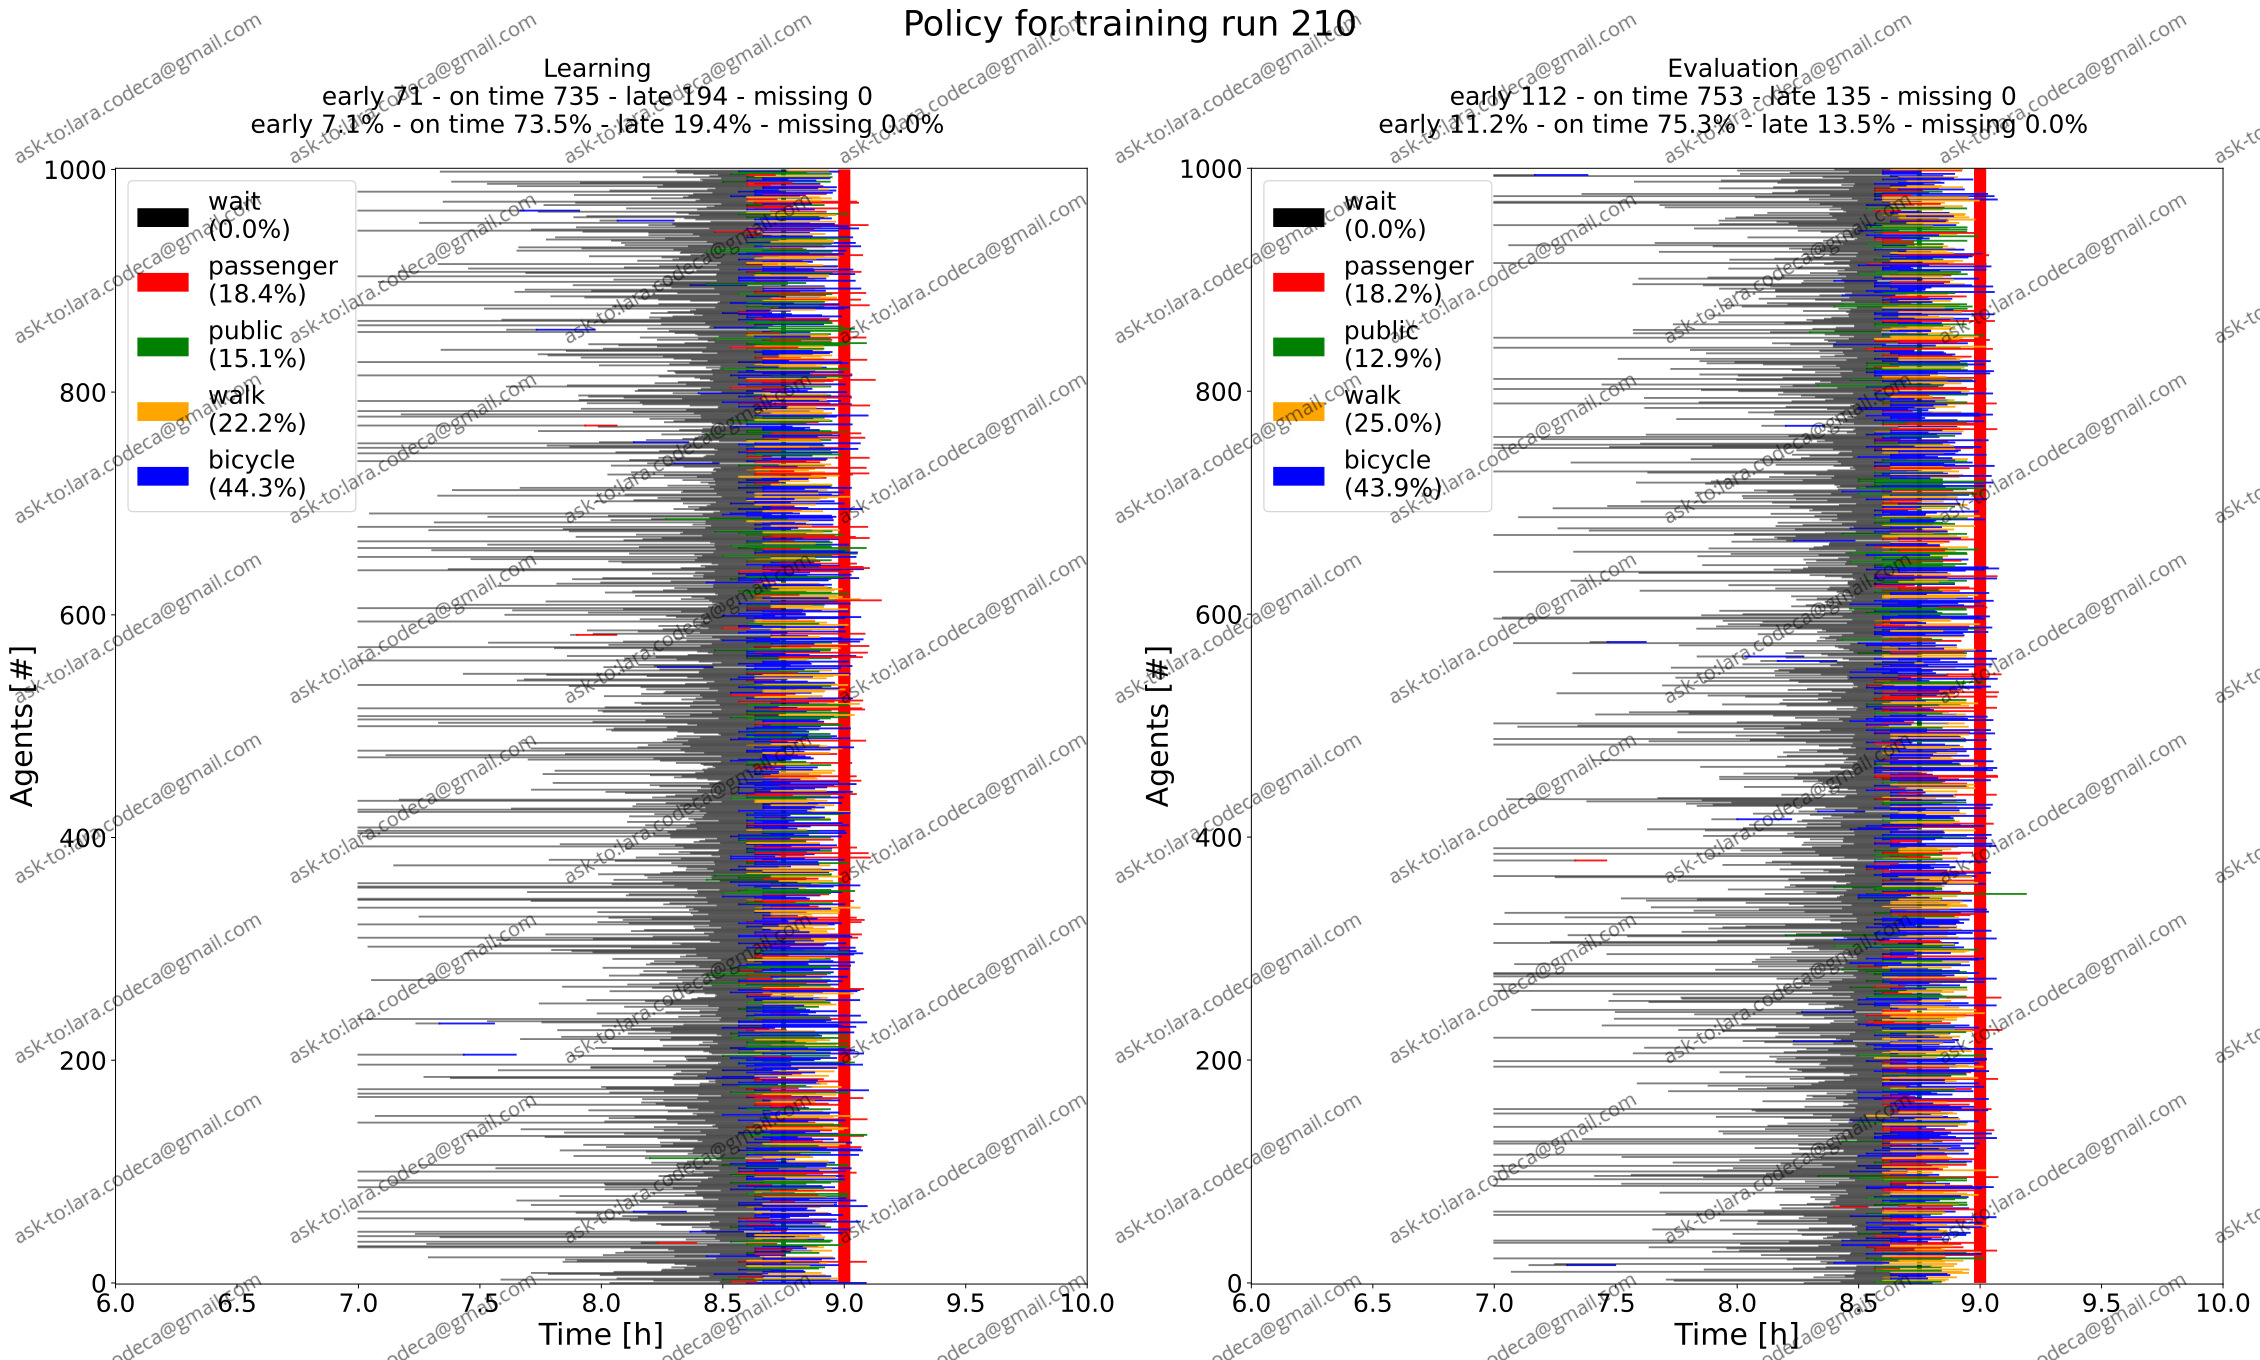 Policy for training run 210
Learning
early 71 - on time 735 - late 194 - missing 0
early 7.1% - on time 73.5% - late 19.4% - missing 0.0%
1000
800
600
400
200
0
Agents [#]
wait
(0.0%)
passenger
(18.4%)
public
(15.1%)
walk
(22.2%)
bicycle
(44.3%)
6.0 6.5 7.0 7.5 8.0 8.5 9.0 9.5 10.0
Time [h]
Evaluation
early 112 - on time 753 - late 135 - missing 0
early 11.2% - on time 75.3% - late 13.5% - missing 0.0%
1000
800
600
400
200
0
Agents [#]
wait
(0.0%)
passenger
(18.2%)
public
(12.9%)
walk
(25.0%)
bicycle
(43.9%)
6.0 6.5 7.0 7.5 8.0 8.5 9.0 9.5 10.0
Time [h]
ask-to:lara.codeca@gmail.com